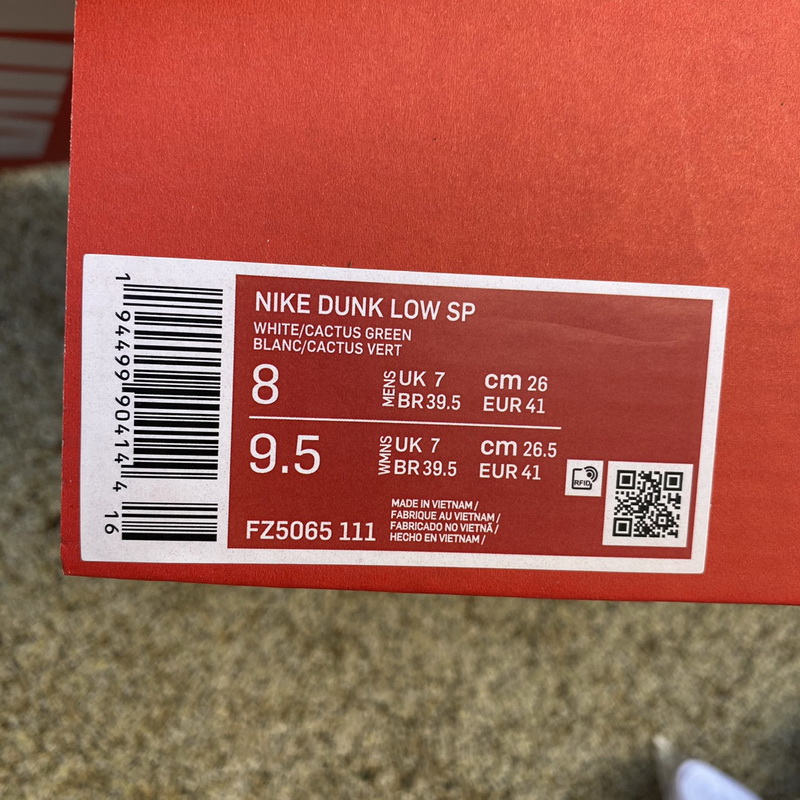 NIKE DUNK LOW SP
WHITE/CACTUS GREEN
BLANC/CACTUS VERT
8
MENS
UK 7
cm 26
BR 39.5
EUR 41
9.5
WMNS
UK 7
cm 26.5
BR 39.5
EUR 41
RFID
FZ5065 111
MADE IN VIETNAM /
FABRIQUE AU VIETNAM /
FABRICADO NO VIETNÃ /
HECHO EN VIETNAM /
1 94499 90414 4 16